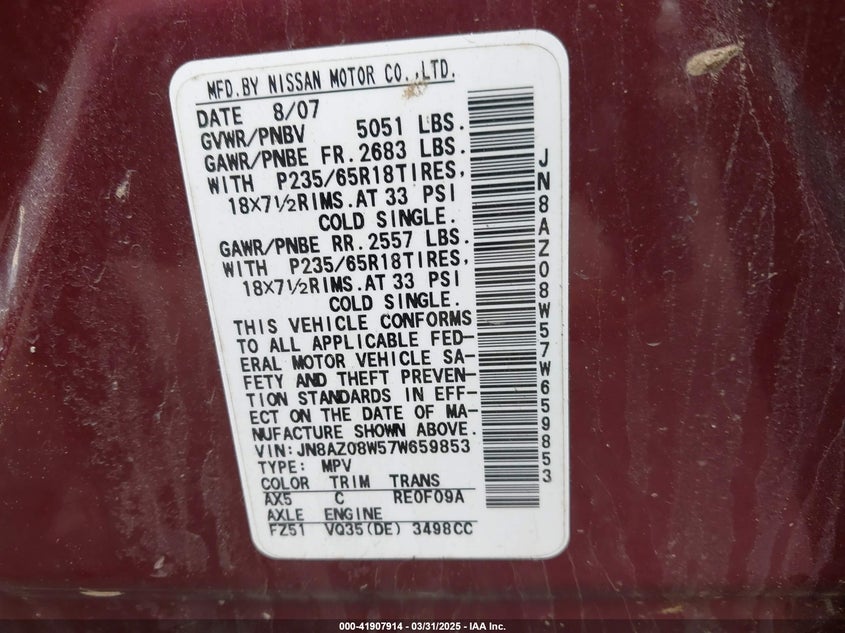 MFD.BY NISSAN MOTOR CO.,LTD.
DATE 8/07
GVWR/PNBV 5051 LBS.
GAWR/PNBE FR.2683 LBS.
WITH P235/65R18TIRES,
18X7½RIMS.AT 33 PSI
COLD SINGLE.
GAWR/PNBE RR.2557 LBS.
WITH P235/65R18TIRES,
18X7½RIMS.AT 33 PSI
COLD SINGLE.
THIS VEHICLE CONFORMS
TO ALL APPLICABLE FED-
ERAL MOTOR VEHICLE SA-
FETY AND THEFT PREVEN-
TION STANDARDS IN EFF-
ECT ON THE DATE OF MA-
NUFACTURE SHOWN ABOVE.
VIN:JN8AZ08W57W659853
TYPE: MPV
COLOR TRIM TRANS
AX5 C RE0F09A
AXLE ENGINE
FZ51 VQ35(DE) 3498CC
JN8AZ08W57W659853
000-41907914 — 03/31/2025 - IAA Inc.